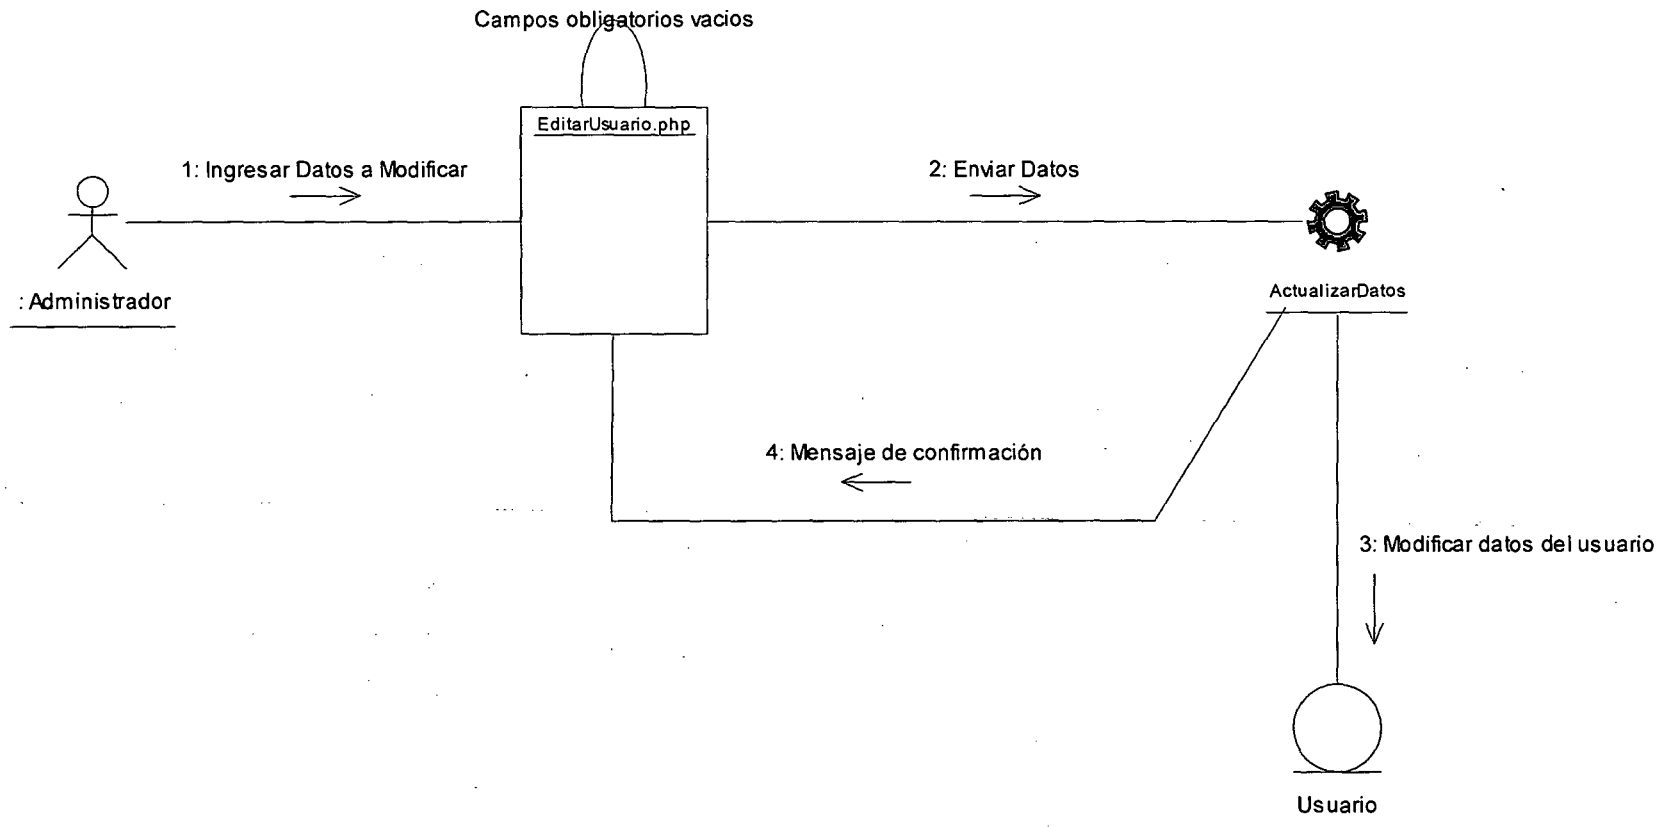 Campos obligatorios vacios
EditarUsuario.php
1: Ingresar Datos a Modificar
2: Enviar Datos
: Administrador
ActualizarDatos
4: Mensaje de confirmación
3: Modificar datos del usuario
Usuario